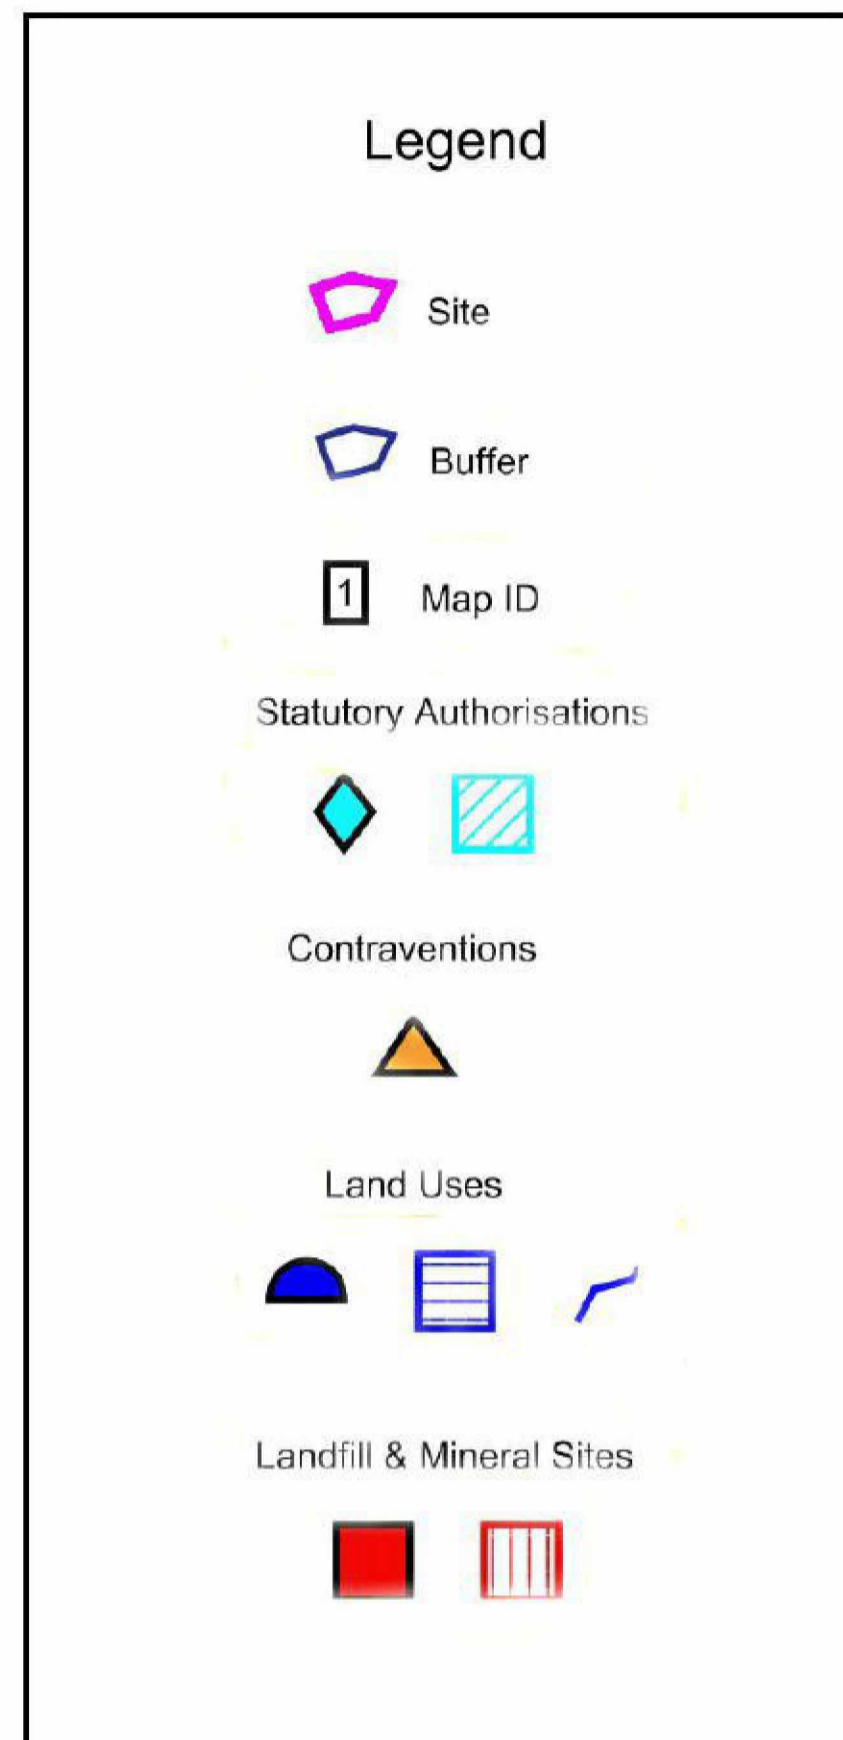 Legend
Site
Buffer
1 Map ID
Statutory Authorisations
Contraventions
Land Uses
Landfill & Mineral Sites